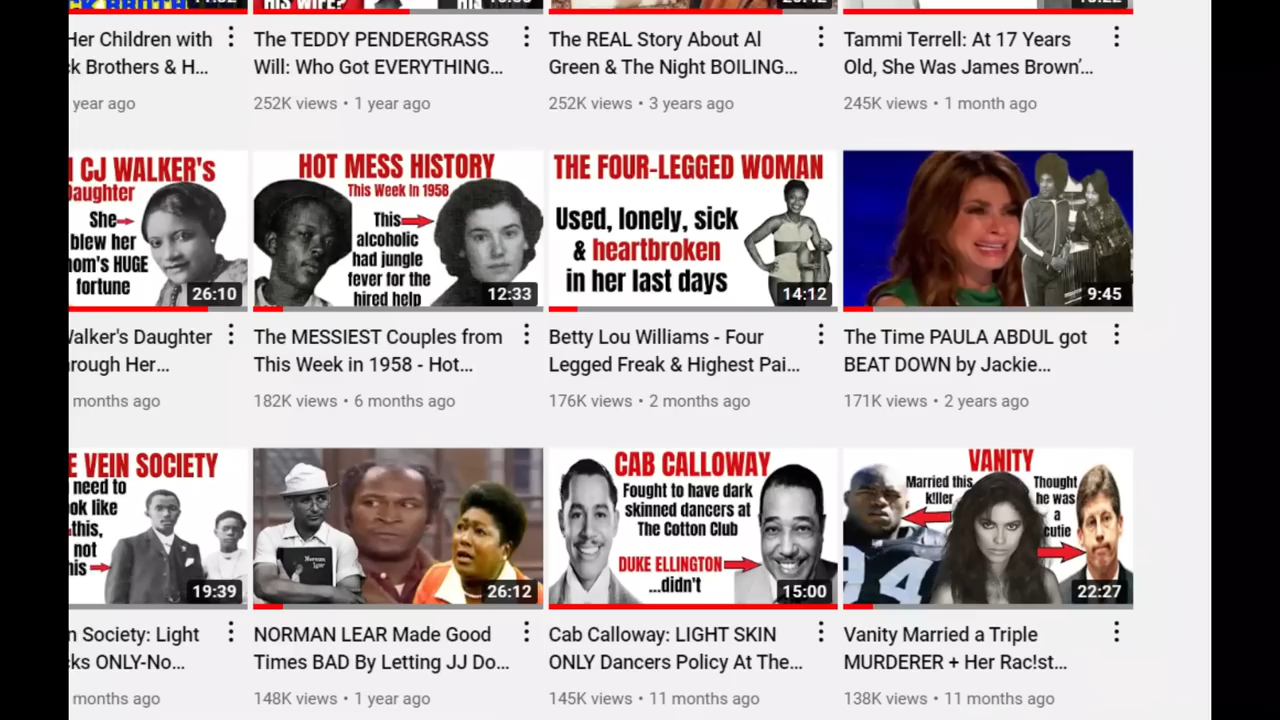 HIS WIFE?
HIS
Her Children with
ck Brothers & H...
year ago
The TEDDY PENDERGRASS
Will: Who Got EVERYTHING...
252K views • 1 year ago
The REAL Story About Al
Green & The Night BOILING...
252K views • 3 years ago
Tammi Terrell: At 17 Years
Old, She Was James Brown'...
245K views • 1 month ago
CJ WALKER's
Daughter
She
blew her
mom's HUGE
fortune
26:10
HOT MESS HISTORY
This Week In 1958
This
alcoholic
had jungle
fever for the
hired help
12:33
THE FOUR-LEGGED WOMAN
Used, lonely, sick
& heartbroken
in her last days
14:12
9:45
Walker's Daughter
rough Her...
months ago
The MESSIEST Couples from
This Week in 1958 - Hot...
182K views • 6 months ago
Betty Lou Williams - Four
Legged Freak & Highest Pai...
176K views • 2 months ago
The Time PAULA ABDUL got
BEAT DOWN by Jackie...
171K views • 2 years ago
E VEIN SOCIETY
need to
ok like
this,
not
his
19:39
Norman
Lear
26:12
CAB CALLOWAY
Fought to have dark
skinned dancers at
The Cotton Club
DUKE ELLINGTON
...didn't
15:00
VANITY
Married this
k!ller
Thought
he was
a
cutie
94
22:27
n Society: Light
cks ONLY-No...
months ago
NORMAN LEAR Made Good
Times BAD By Letting JJ Do...
148K views • 1 year ago
Cab Calloway: LIGHT SKIN
ONLY Dancers Policy At The...
145K views • 11 months ago
Vanity Married a Triple
MURDERER + Her Rac!st...
138K views • 11 months ago